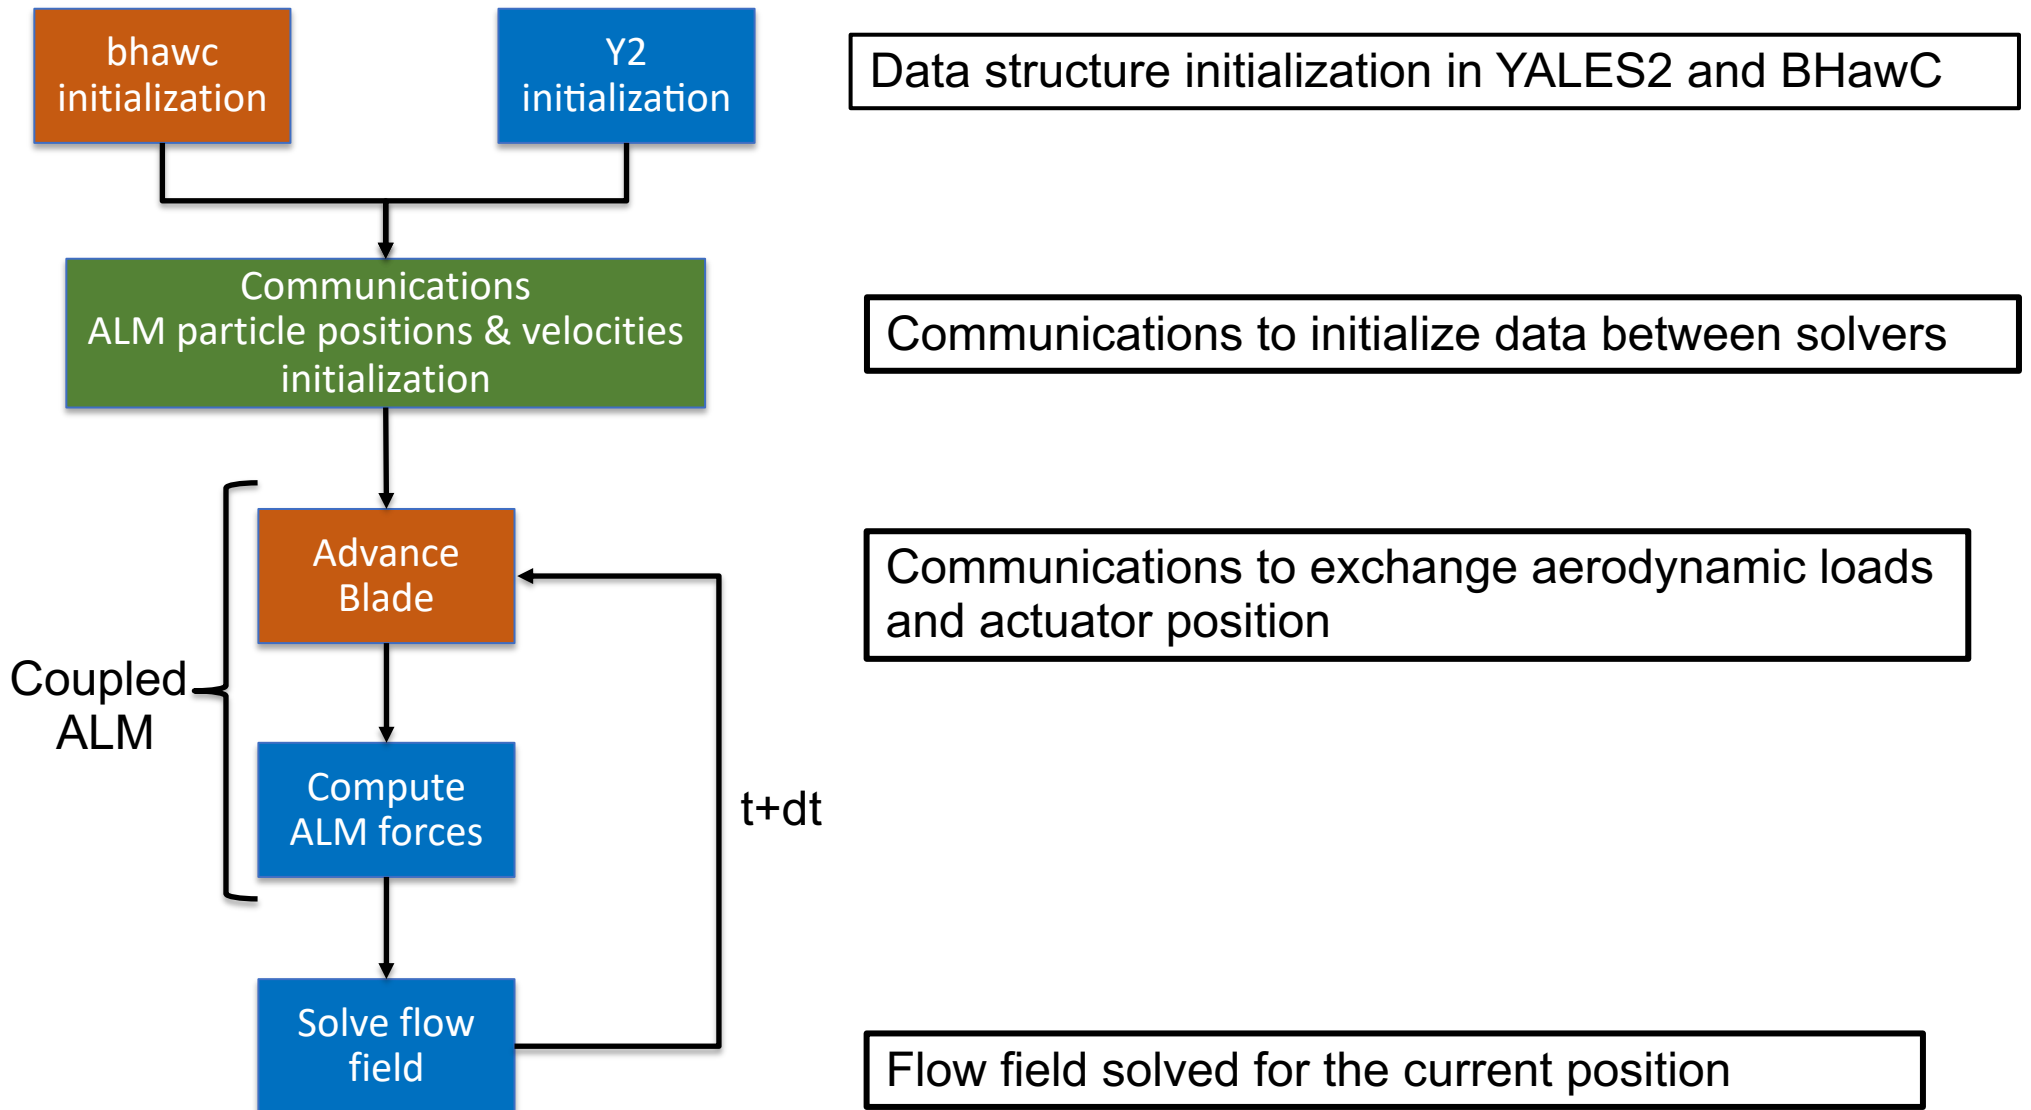 bhawc
initialization
Y2
initialization
Data structure initialization in YALES2 and BHawC
Communications
ALM particle positions & velocities
initialization
Communications to initialize data between solvers
Advance
Blade
Communications to exchange aerodynamic loads
and actuator position
Coupled
ALM
Compute
ALM forces
t+dt
Solve flow
field
Flow field solved for the current position